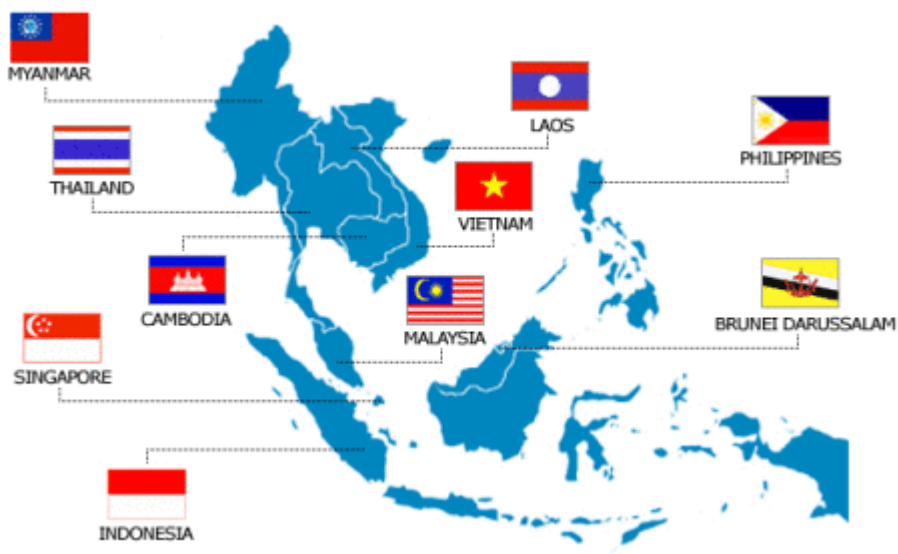 MYANMAR
LAOS
PHILIPPINES
THAILAND
VIETNAM
CAMBODIA
MALAYSIA
BRUNEI DARUSSALAM
SINGAPORE
INDONESIA